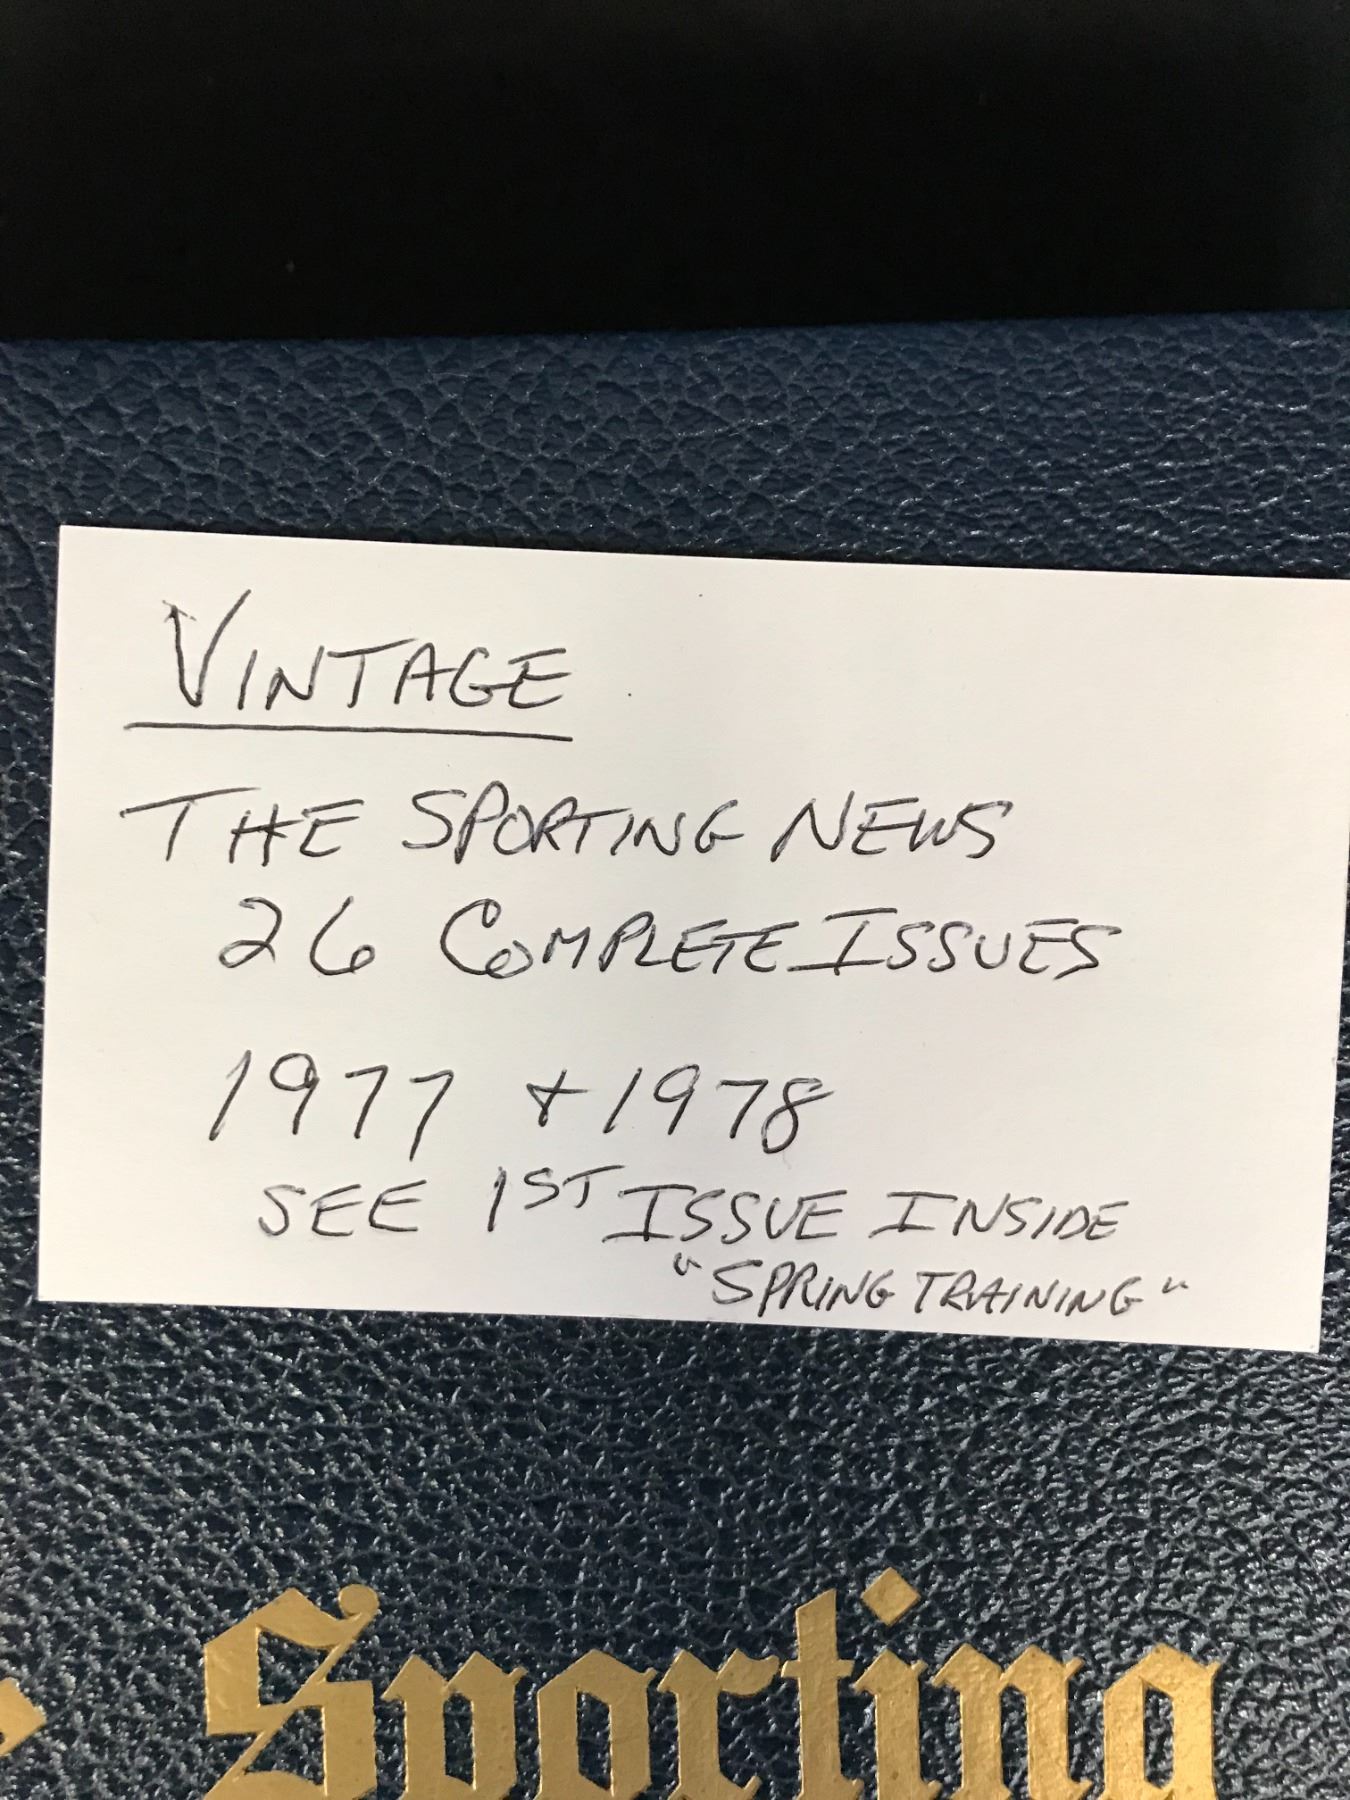 VINTAGE
THE SPORTING NEWS
26 COMPLETE ISSUES
1977 + 1978
SEE 1ST ISSUE INSIDE
"SPRING TRAINING"
Sporting